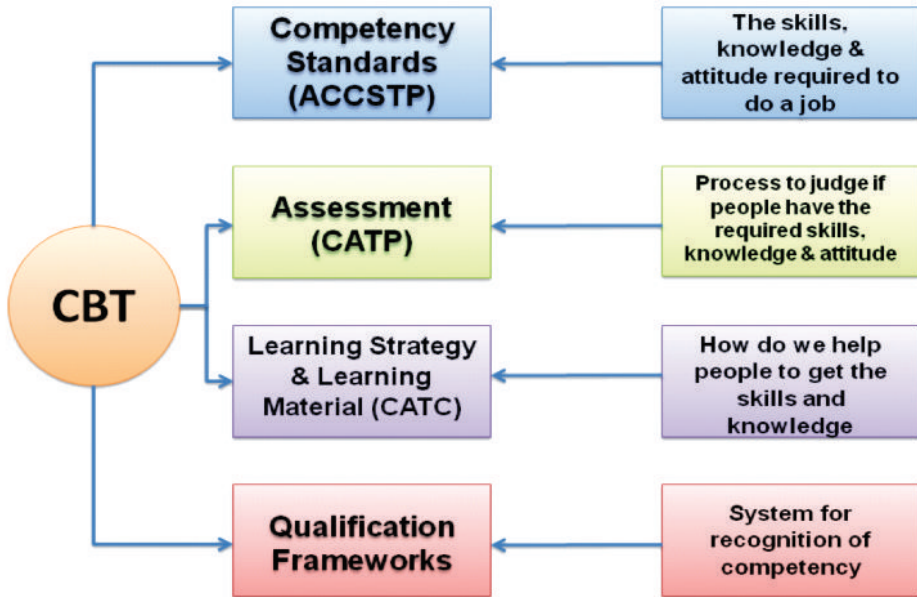 Competency
Standards
(ACCSTP)
The skills,
knowledge &
attitude required to
do a job
Assessment
(CATP)
Process to judge if
people have the
required skills,
knowledge & attitude
CBT
Learning Strategy
& Learning
Material (CATC)
How do we help
people to get the
skills and
knowledge
Qualification
Frameworks
System for
recognition of
competency